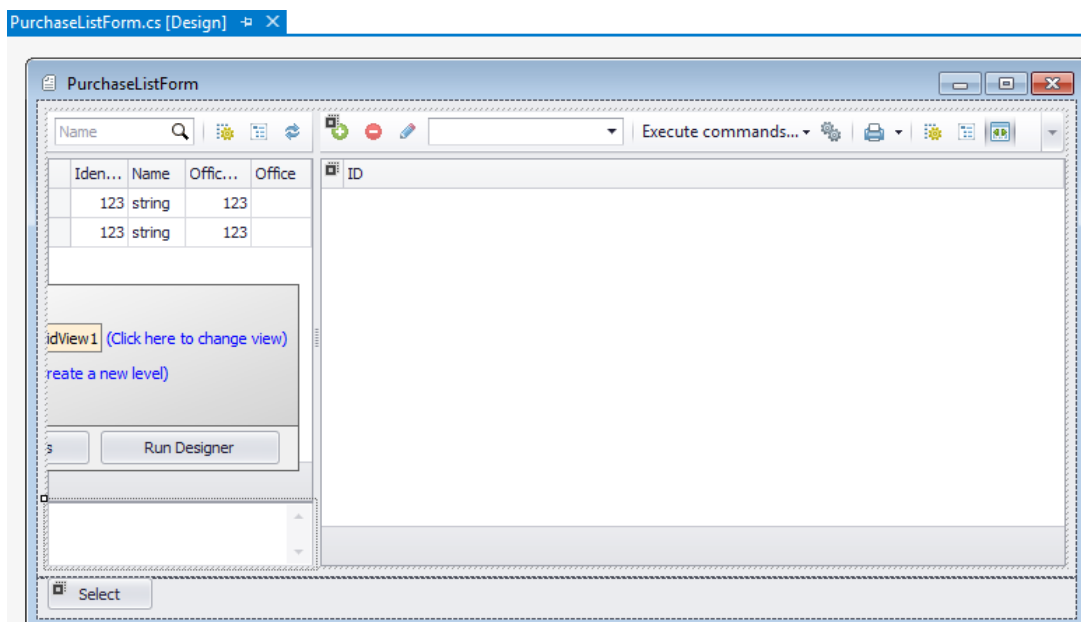 PurchaseListForm.cs [Design]
PurchaseListForm
Name
Execute commands...
Iden... Name Offic... Office
123 string 123
123 string 123
ID
idView1 (Click here to change view)
reate a new level)
s
Run Designer
Select